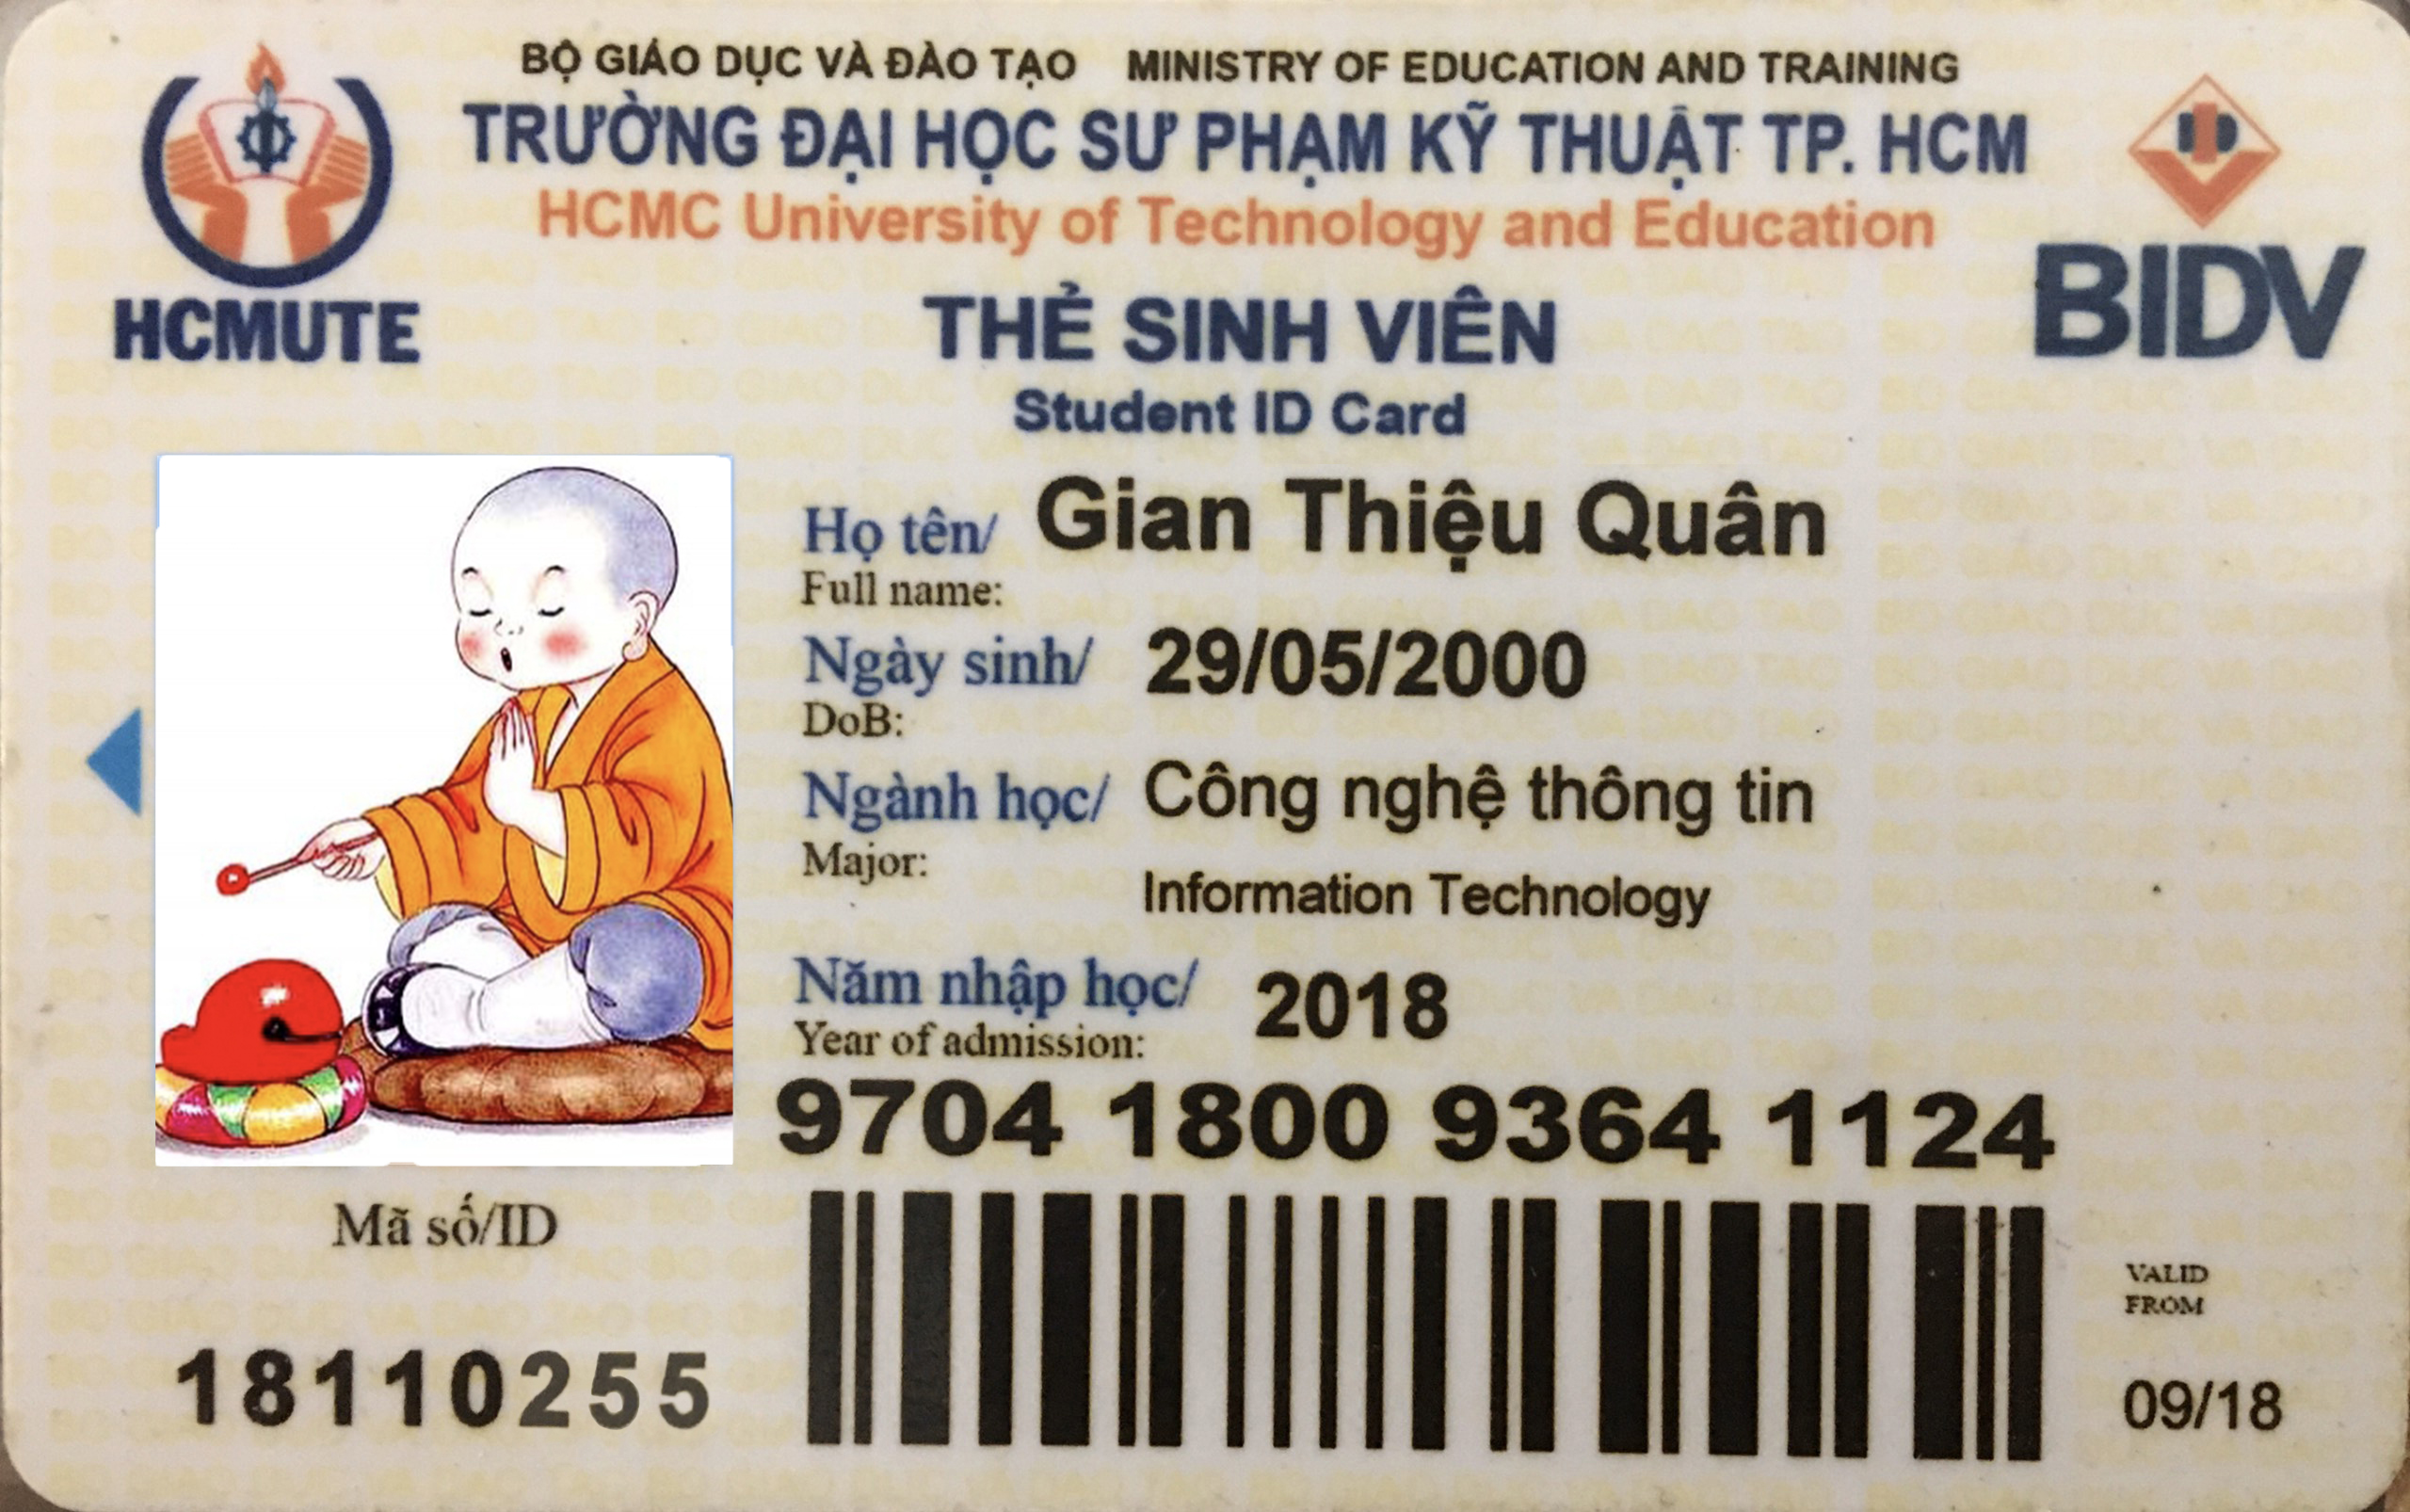 BỘ GIÁO DỤC VÀ ĐÀO TẠO MINISTRY OF EDUCATION AND TRAINING
TRƯỜNG ĐẠI HỌC SƯ PHẠM KỸ THUẬT TP. HCM
HCMC University of Technology and Education
HCMUTE
BIDV
THẺ SINH VIÊN
Student ID Card
Họ tên/ Gian Thiệu Quân
Full name:
Ngày sinh/ 29/05/2000
DoB:
Ngành học/ Công nghệ thông tin
Major: Information Technology
Năm nhập học/ 2018
Year of admission:
9704 1800 9364 1124
Mã số/ID
18110255
VALID
FROM
09/18